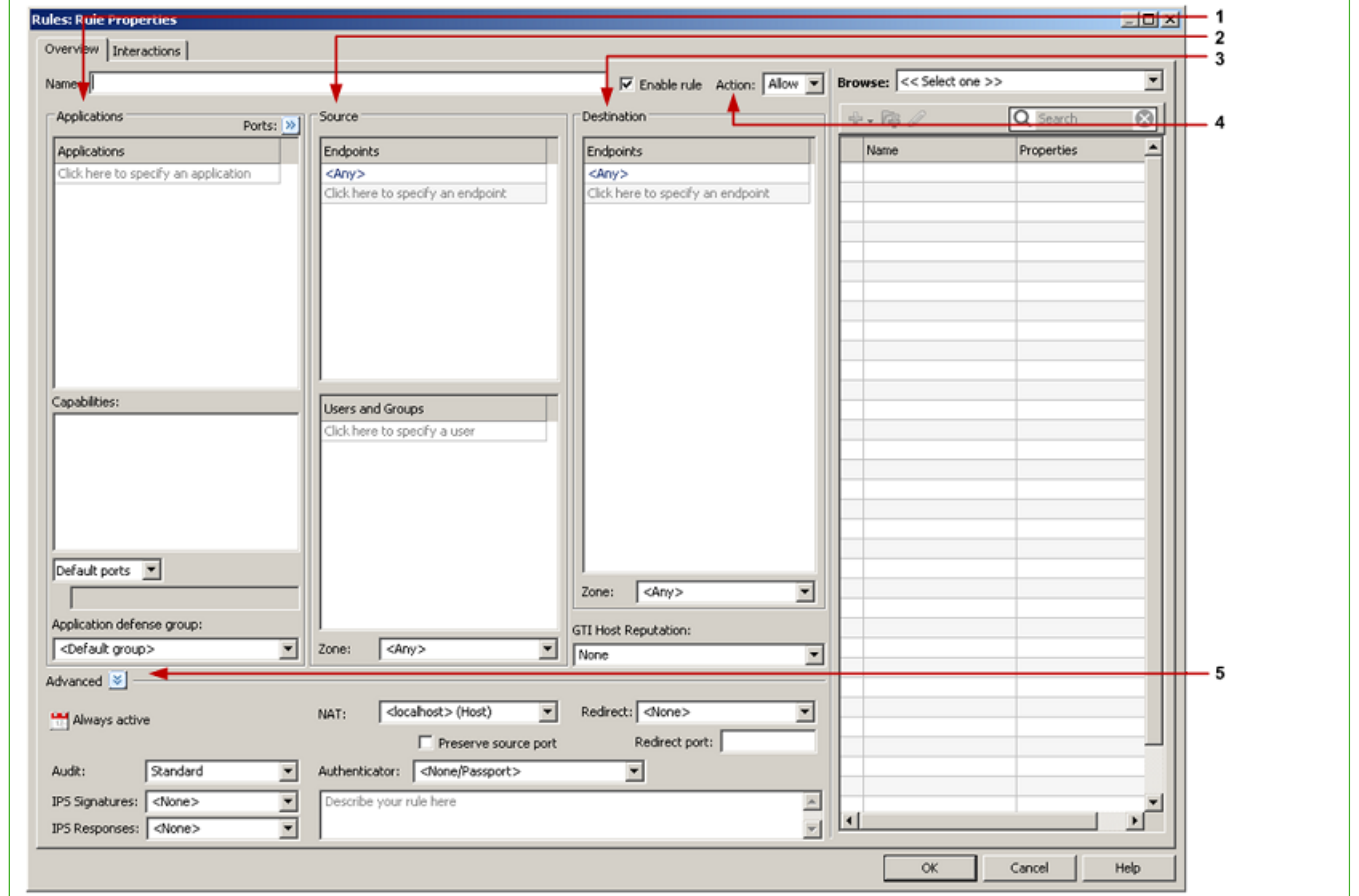 Rules: Rule Properties
1
2
3
Overview
Interactions
Name:
Enable rule
Action:
Allow
Browse:
<< Select one >>
4
Applications
Ports:
Source
Destination
Search
Applications
Endpoints
Endpoints
Name
Properties
Click here to specify an application
<Any>
<Any>
Click here to specify an endpoint
Click here to specify an endpoint
Capabilities:
Users and Groups
Click here to specify a user
Default ports
Zone:
<Any>
Application defense group:
GTI Host Reputation:
<Default group>
Zone:
<Any>
None
5
Advanced
Always active
NAT:
<localhost> (Host)
Redirect:
<None>
Preserve source port
Redirect port:
Audit:
Standard
Authenticator:
<None/Passport>
IPS Signatures:
<None>
Describe your rule here
IPS Responses:
<None>
OK
Cancel
Help